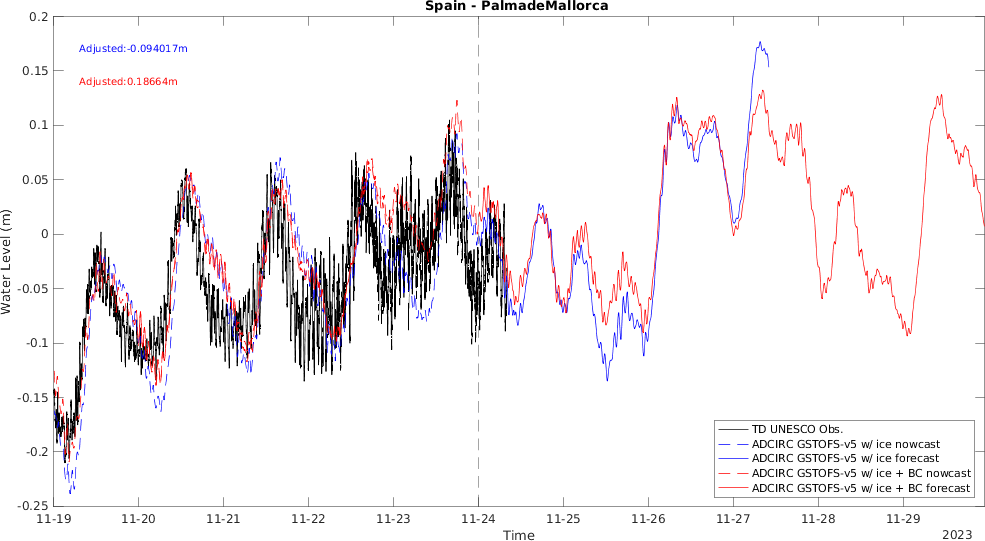 Spain - PalmadeMallorca
0.2
0.15
0.1
0.05
0
-0.05
-0.1
-0.15
-0.2
-0.25
Water Level (m)
Adjusted:-0.094017m
Adjusted:0.18664m
TD UNESCO Obs.
ADCIRC GSTOFS-v5 w/ ice nowcast
ADCIRC GSTOFS-v5 w/ ice forecast
ADCIRC GSTOFS-v5 w/ ice + BC nowcast
ADCIRC GSTOFS-v5 w/ ice + BC forecast
11-19 11-20 11-21 11-22 11-23 11-24 11-25 11-26 11-27 11-28 11-29
Time
2023